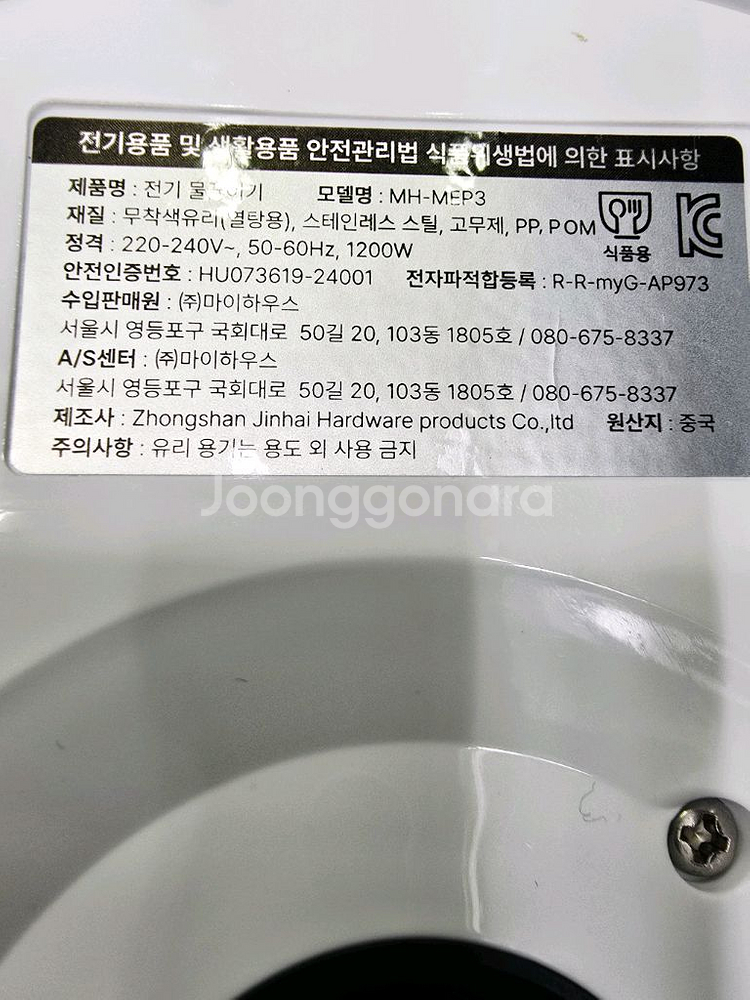 전기용품 및 생활용품 안전관리법 식품위생법에 의한 표시사항
제품명 : 전기 물끓이기 모델명 : MH-MEP3
재질 : 무착색유리(열탕용), 스테인레스 스틸, 고무제, PP, POM
식품용
정격 : 220-240V~, 50-60Hz, 1200W
안전인증번호 : HU073619-24001 전자파적합등록 : R-R-myG-AP973
수입판매원 : (주)마이하우스
서울시 영등포구 국회대로 50길 20, 103동 1805호 / 080-675-8337
A/S센터 : (주)마이하우스
서울시 영등포구 국회대로 50길 20, 103동 1805호 / 080-675-8337
제조사 : Zhongshan Jinhai Hardware products Co.,ltd 원산지 : 중국
주의사항 : 유리 용기는 용도 외 사용 금지
Joonggonara